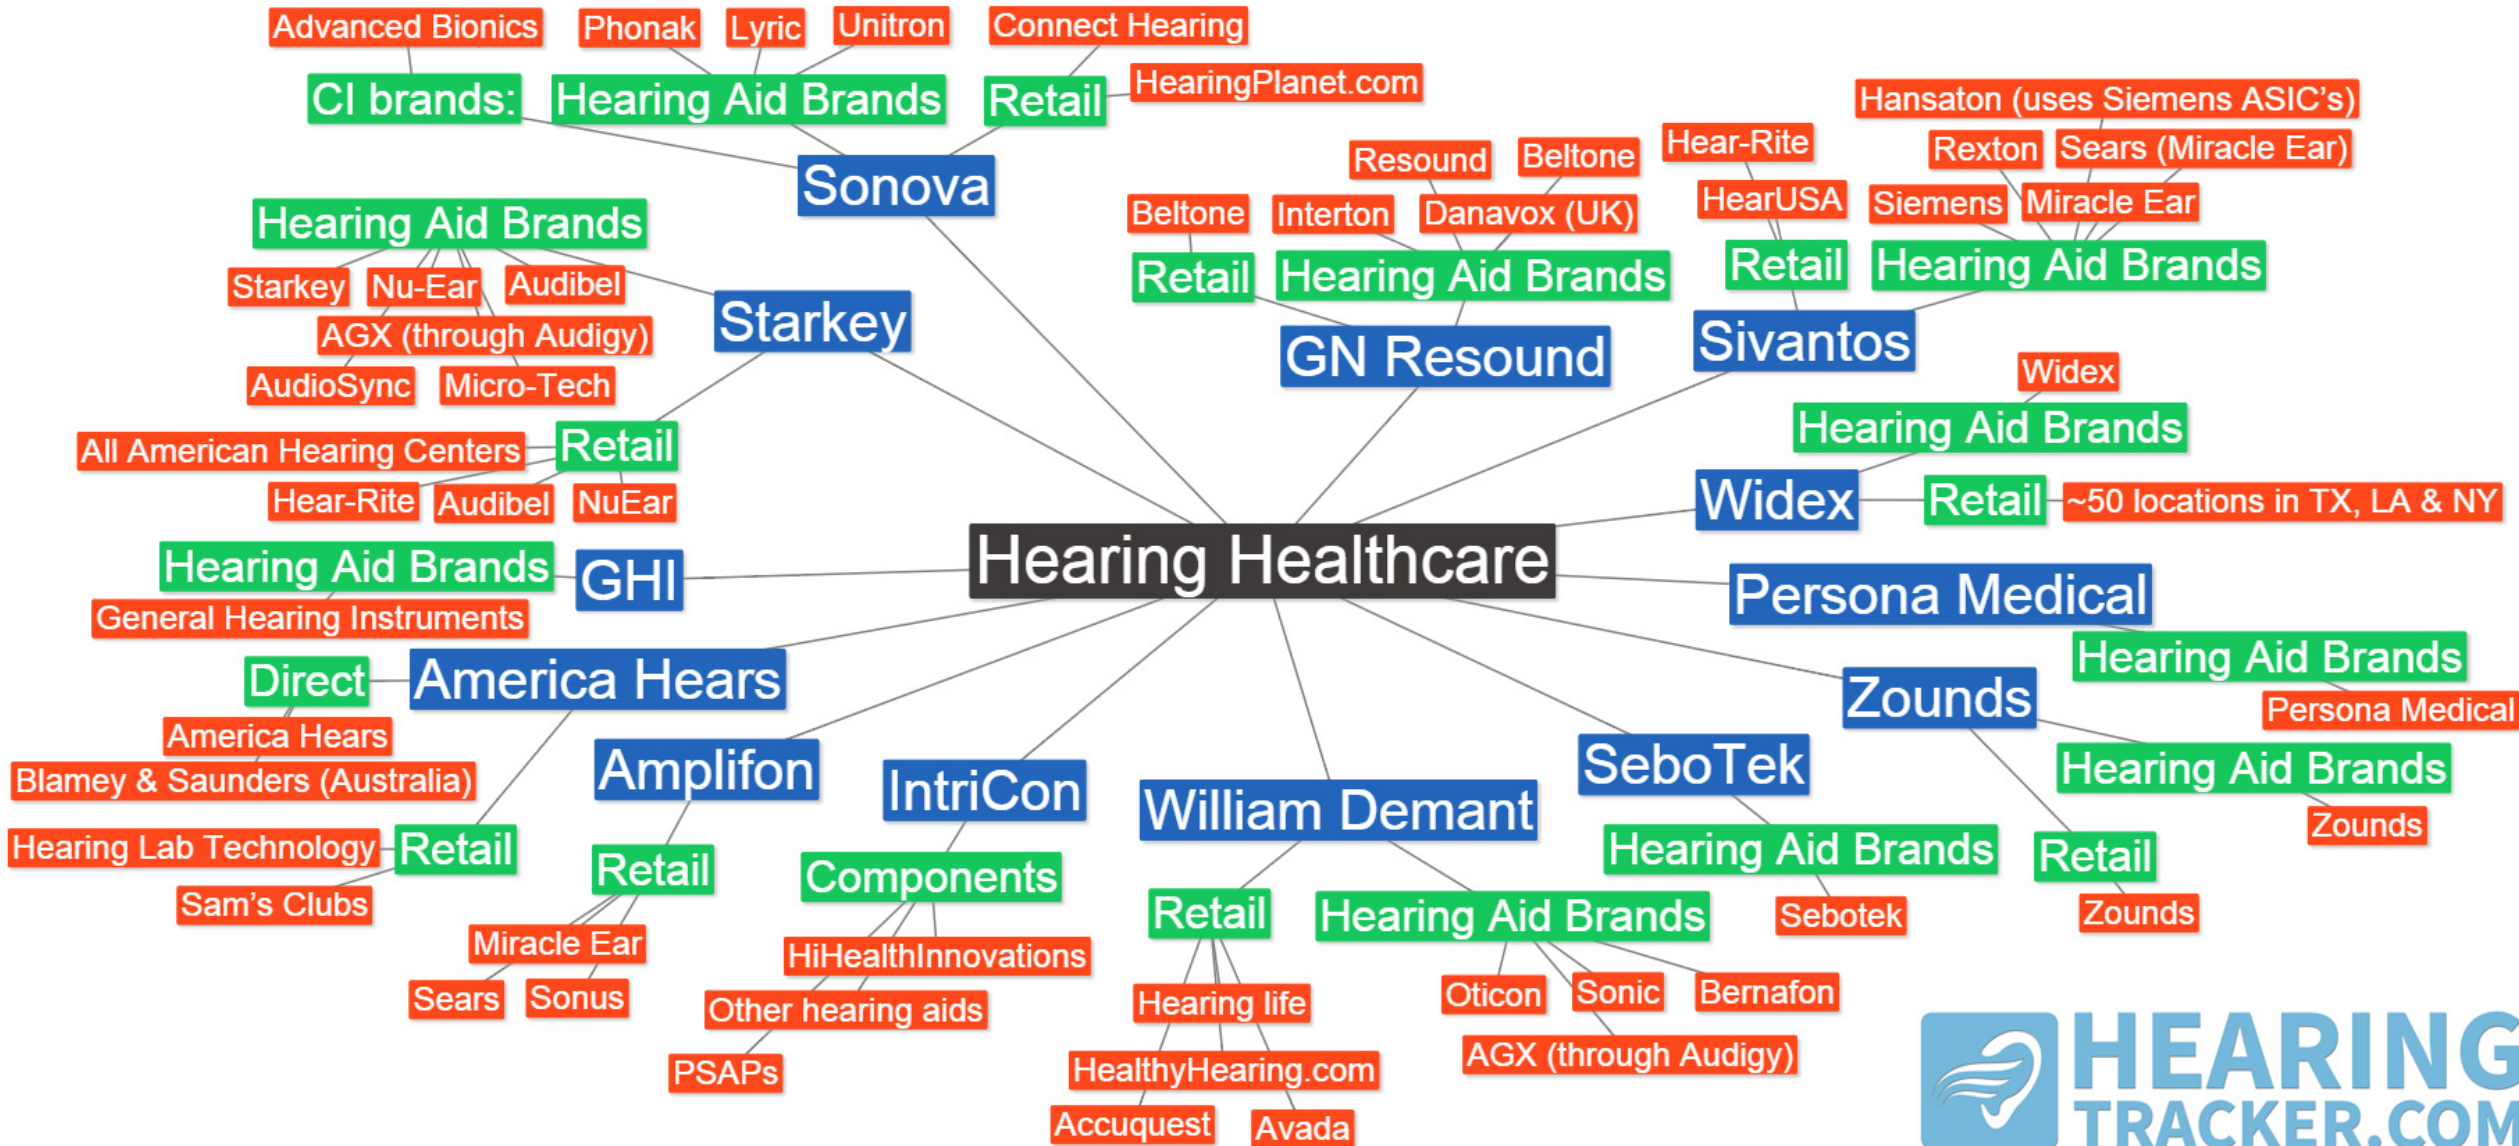 Advanced Bionics
Phonak
Lyric
Unitron
Connect Hearing
CI brands:
Hearing Aid Brands
Retail
HearingPlanet.com
Sonova
Hearing Aid Brands
Starkey
Nu-Ear
Audibel
AGX (through Audigy)
AudioSync
Micro-Tech
Starkey
All American Hearing Centers
Retail
Hear-Rite
Audibel
NuEar
Beltone
Interton
Resound
Beltone
Danavox (UK)
Retail
Hearing Aid Brands
GN Resound
Hear-Rite
HearUSA
Retail
Hansaton (uses Siemens ASIC's)
Rexton
Sears (Miracle Ear)
Siemens
Miracle Ear
Hearing Aid Brands
Sivantos
Widex
Hearing Aid Brands
Widex
Retail
~50 locations in TX, LA & NY
Hearing Healthcare
Hearing Aid Brands
GHI
General Hearing Instruments
Persona Medical
Hearing Aid Brands
Persona Medical
Direct
America Hears
America Hears
Blamey & Saunders (Australia)
Hearing Lab Technology
Retail
Sam's Clubs
Amplifon
Retail
Miracle Ear
Sears
Sonus
IntriCon
Components
HiHealthInnovations
Other hearing aids
PSAPs
William Demant
Retail
Hearing Aid Brands
Hearing life
HealthyHearing.com
Accuquest
Avada
Oticon
Sonic
Bernafon
AGX (through Audigy)
SeboTek
Hearing Aid Brands
Sebotek
Zounds
Hearing Aid Brands
Zounds
Retail
Zounds
HEARING
TRACKER.COM